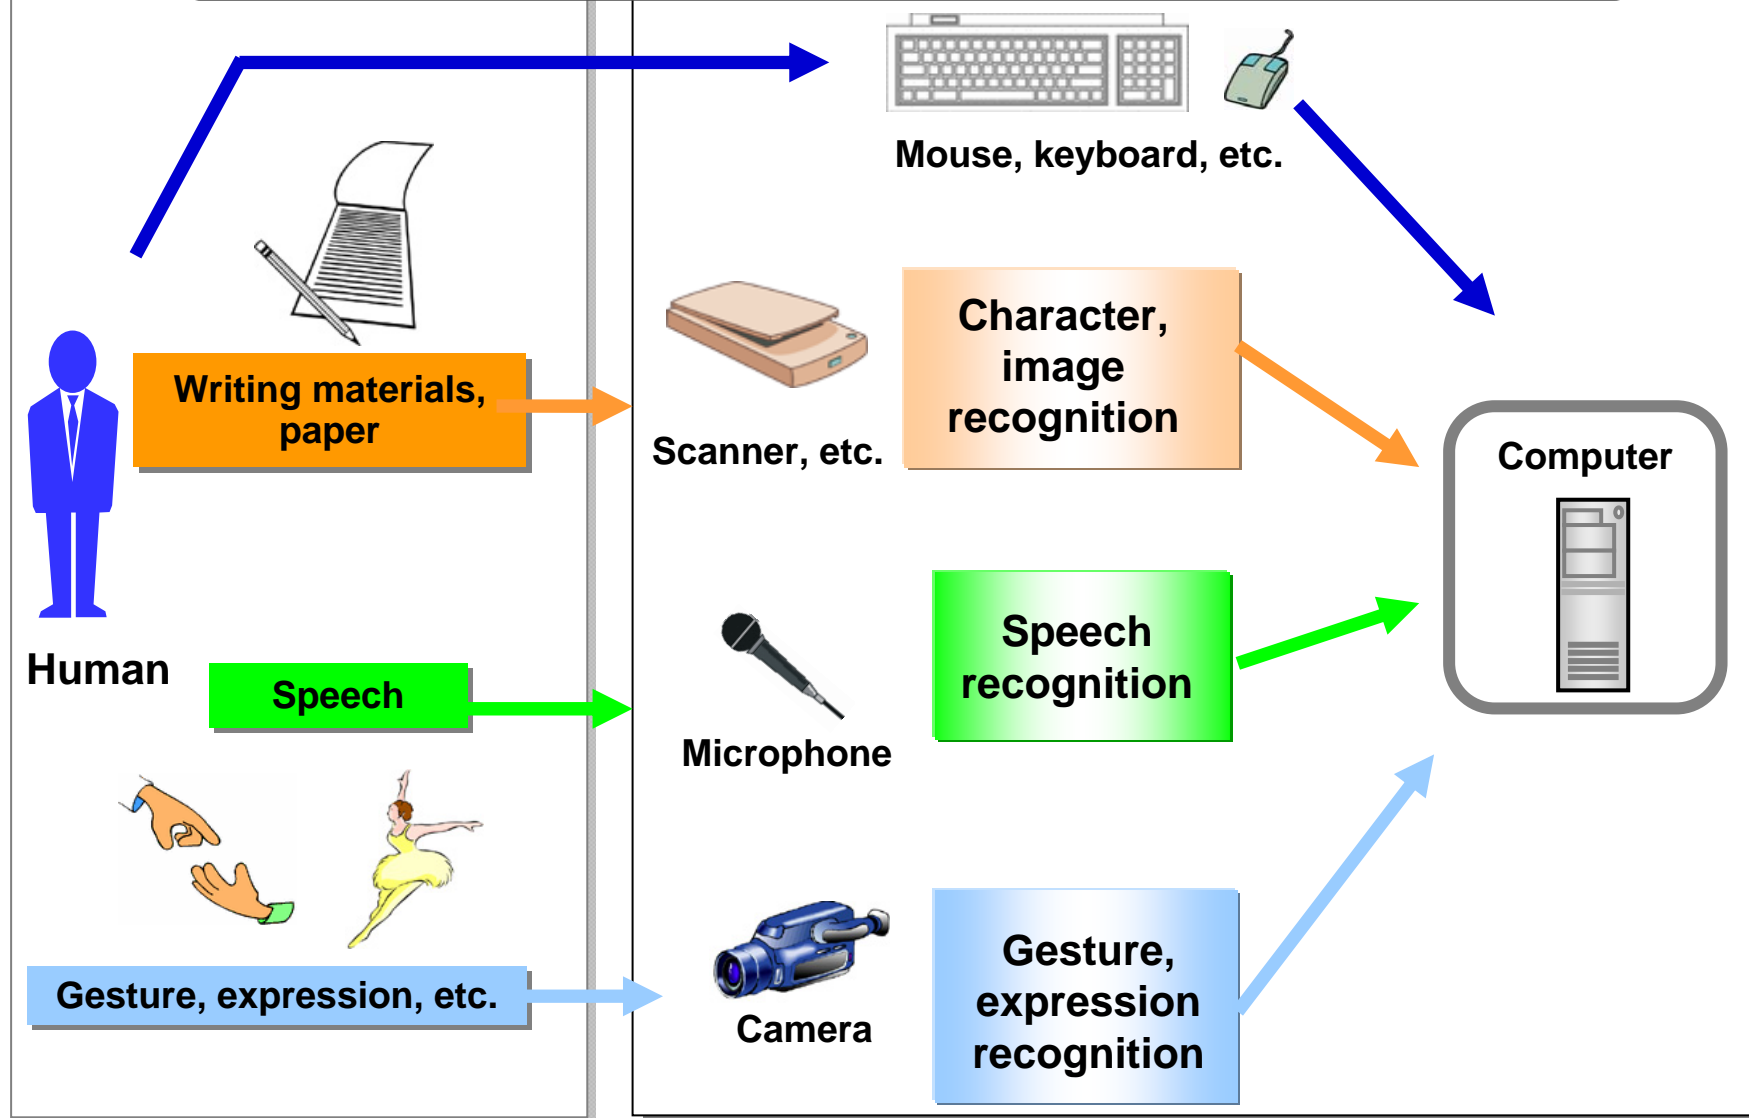 Mouse, keyboard, etc.
Writing materials,
paper
Scanner, etc.
Character,
image
recognition
Computer
Human
Speech
Microphone
Speech
recognition
Gesture, expression, etc.
Camera
Gesture,
expression
recognition